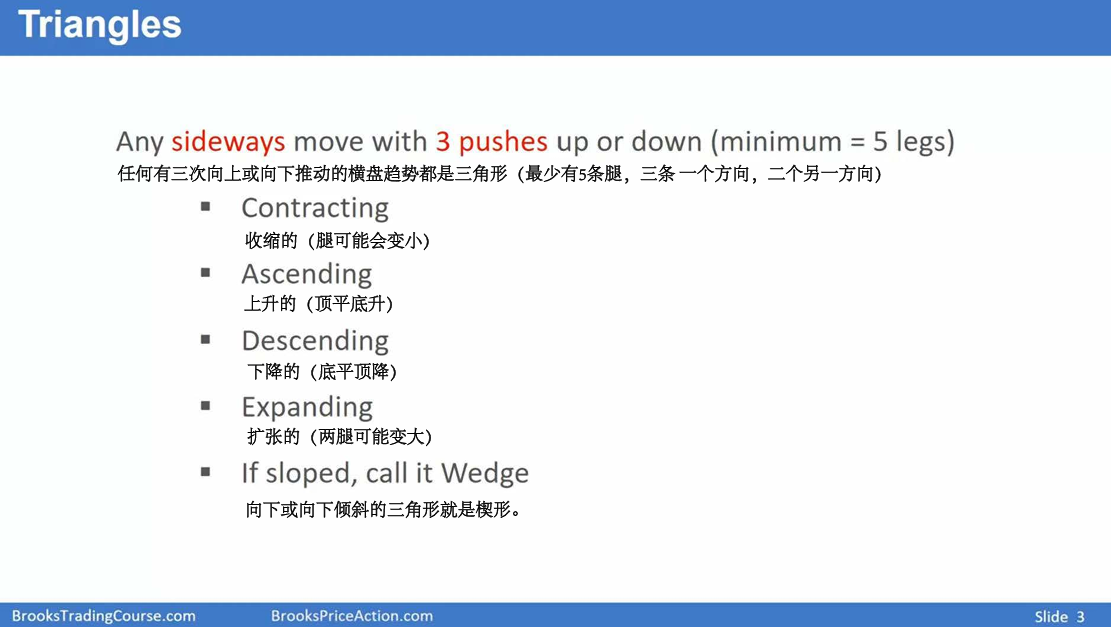 Triangles
Any sideways move with 3 pushes up or down (minimum = 5 legs)
任何有三次向上或向下推动的横盘趋势都是三角形（最少有5条腿，三条一个方向，二个另一方向）
▪ Contracting
收缩的（腿可能会变小）
▪ Ascending
上升的（顶平底升）
▪ Descending
下降的（底平顶降）
▪ Expanding
扩张的（两腿可能变大）
▪ If sloped, call it Wedge
向下或向下倾斜的三角形就是楔形。
BrooksTradingCourse.com BrooksPriceAction.com Slide 3